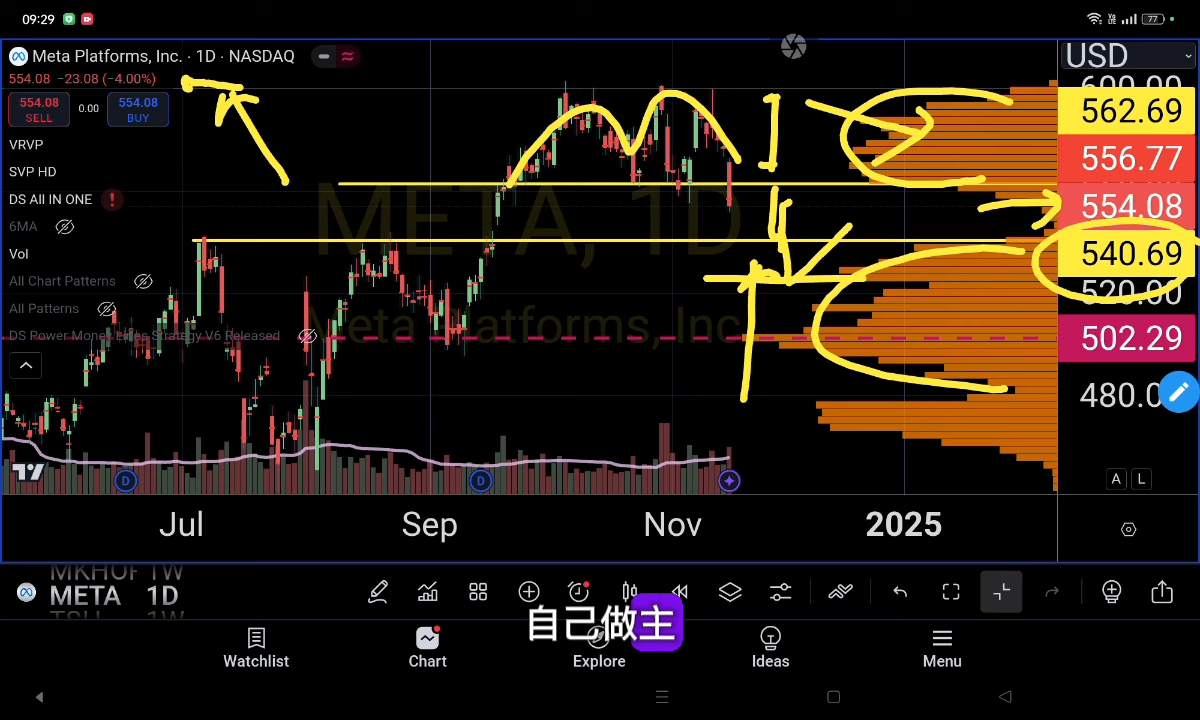 09:29
77
Meta Platforms, Inc. · 1D · NASDAQ
554.08 −23.08 (−4.00%)
554.08
SELL
0.00
554.08
BUY
VRVP
SVP HD
DS All IN ONE
6MA
Vol
All Chart Patterns
All Patterns
DS Power Money Lines Strategy V6 Released
META, 1D
Meta Platforms, Inc.
USD
600.00
562.69
556.77
554.08
540.69
520.00
502.29
480.0
A
L
D
D
Jul
Sep
Nov
2025
META 1D
自己做主
Watchlist
Chart
Explore
Ideas
Menu